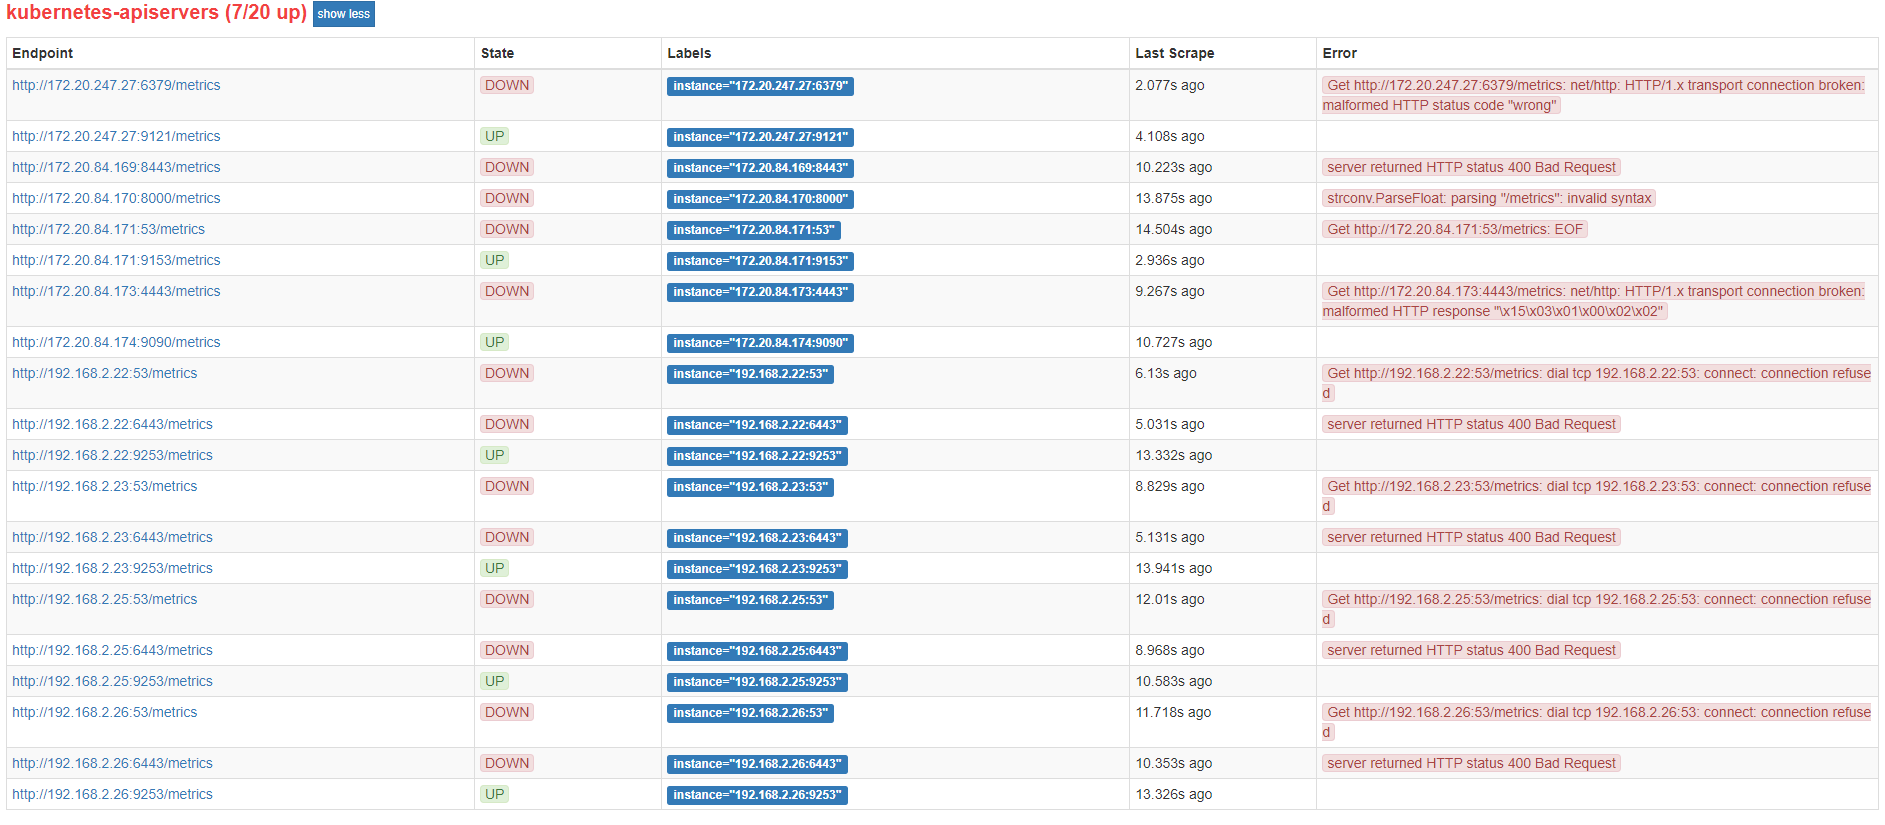 kubernetes-apiservers (7/20 up) show less
Endpoint State Labels Last Scrape Error
http://172.20.247.27:6379/metrics DOWN instance="172.20.247.27:6379" 2.077s ago Get http://172.20.247.27:6379/metrics: net/http: HTTP/1.x transport connection broken:
malformed HTTP status code "wrong"
http://172.20.247.27:9121/metrics UP instance="172.20.247.27:9121" 4.108s ago
http://172.20.84.169:8443/metrics DOWN instance="172.20.84.169:8443" 10.223s ago server returned HTTP status 400 Bad Request
http://172.20.84.170:8000/metrics DOWN instance="172.20.84.170:8000" 13.875s ago strconv.ParseFloat: parsing "/metrics": invalid syntax
http://172.20.84.171:53/metrics DOWN instance="172.20.84.171:53" 14.504s ago Get http://172.20.84.171:53/metrics: EOF
http://172.20.84.171:9153/metrics UP instance="172.20.84.171:9153" 2.936s ago
http://172.20.84.173:4443/metrics DOWN instance="172.20.84.173:4443" 9.267s ago Get http://172.20.84.173:4443/metrics: net/http: HTTP/1.x transport connection broken:
malformed HTTP response "\x15\x03\x01\x00\x02\x02"
http://172.20.84.174:9090/metrics UP instance="172.20.84.174:9090" 10.727s ago
http://192.168.2.22:53/metrics DOWN instance="192.168.2.22:53" 6.13s ago Get http://192.168.2.22:53/metrics: dial tcp 192.168.2.22:53: connect: connection refuse
d
http://192.168.2.22:6443/metrics DOWN instance="192.168.2.22:6443" 5.031s ago server returned HTTP status 400 Bad Request
http://192.168.2.22:9253/metrics UP instance="192.168.2.22:9253" 13.332s ago
http://192.168.2.23:53/metrics DOWN instance="192.168.2.23:53" 8.829s ago Get http://192.168.2.23:53/metrics: dial tcp 192.168.2.23:53: connect: connection refuse
d
http://192.168.2.23:6443/metrics DOWN instance="192.168.2.23:6443" 5.131s ago server returned HTTP status 400 Bad Request
http://192.168.2.23:9253/metrics UP instance="192.168.2.23:9253" 13.941s ago
http://192.168.2.25:53/metrics DOWN instance="192.168.2.25:53" 12.01s ago Get http://192.168.2.25:53/metrics: dial tcp 192.168.2.25:53: connect: connection refuse
d
http://192.168.2.25:6443/metrics DOWN instance="192.168.2.25:6443" 8.968s ago server returned HTTP status 400 Bad Request
http://192.168.2.25:9253/metrics UP instance="192.168.2.25:9253" 10.583s ago
http://192.168.2.26:53/metrics DOWN instance="192.168.2.26:53" 11.718s ago Get http://192.168.2.26:53/metrics: dial tcp 192.168.2.26:53: connect: connection refuse
d
http://192.168.2.26:6443/metrics DOWN instance="192.168.2.26:6443" 10.353s ago server returned HTTP status 400 Bad Request
http://192.168.2.26:9253/metrics UP instance="192.168.2.26:9253" 13.326s ago